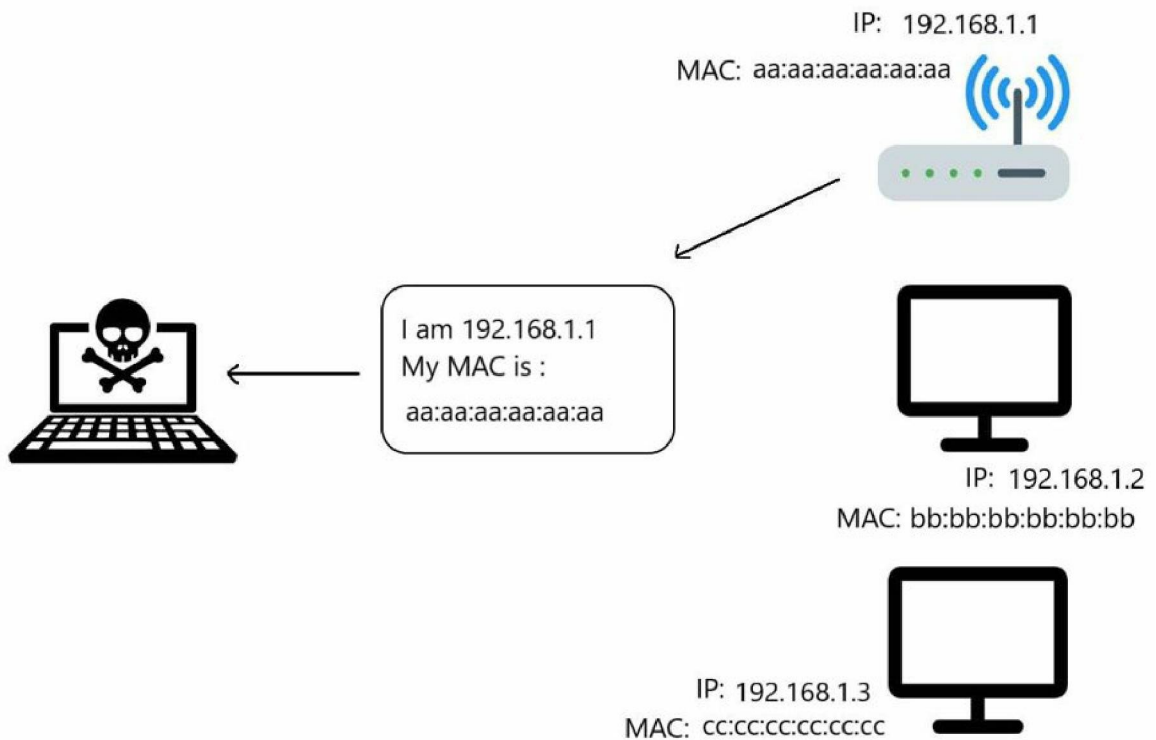 IP: 192.168.1.1
MAC: aa:aa:aa:aa:aa:aa
I am 192.168.1.1
My MAC is :
aa:aa:aa:aa:aa:aa
IP: 192.168.1.2
MAC: bb:bb:bb:bb:bb:bb
IP: 192.168.1.3
MAC: cc:cc:cc:cc:cc:cc